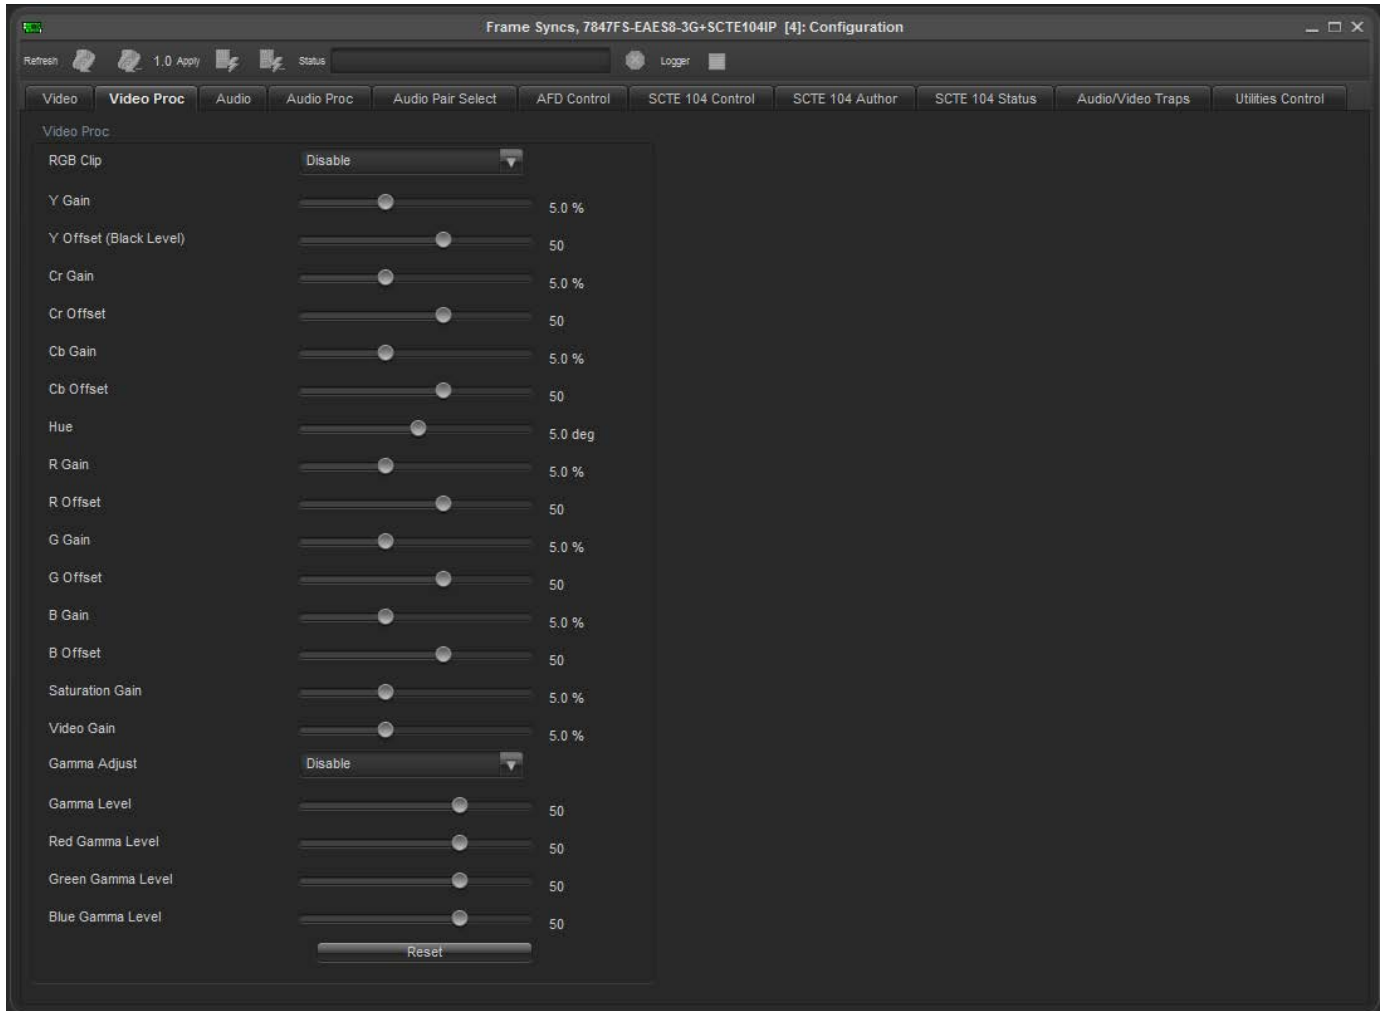 Frame Syncs, 7847FS-EAES8-3G+SCTE104IP [4]: Configuration
Refresh 1.0 Apply Status Logger
Video Video Proc Audio Audio Proc Audio Pair Select AFD Control SCTE 104 Control SCTE 104 Author SCTE 104 Status Audio/Video Traps Utilities Control
Video Proc
RGB Clip Disable
Y Gain 5.0 %
Y Offset (Black Level) 50
Cr Gain 5.0 %
Cr Offset 50
Cb Gain 5.0 %
Cb Offset 50
Hue 5.0 deg
R Gain 5.0 %
R Offset 50
G Gain 5.0 %
G Offset 50
B Gain 5.0 %
B Offset 50
Saturation Gain 5.0 %
Video Gain 5.0 %
Gamma Adjust Disable
Gamma Level 50
Red Gamma Level 50
Green Gamma Level 50
Blue Gamma Level 50
Reset